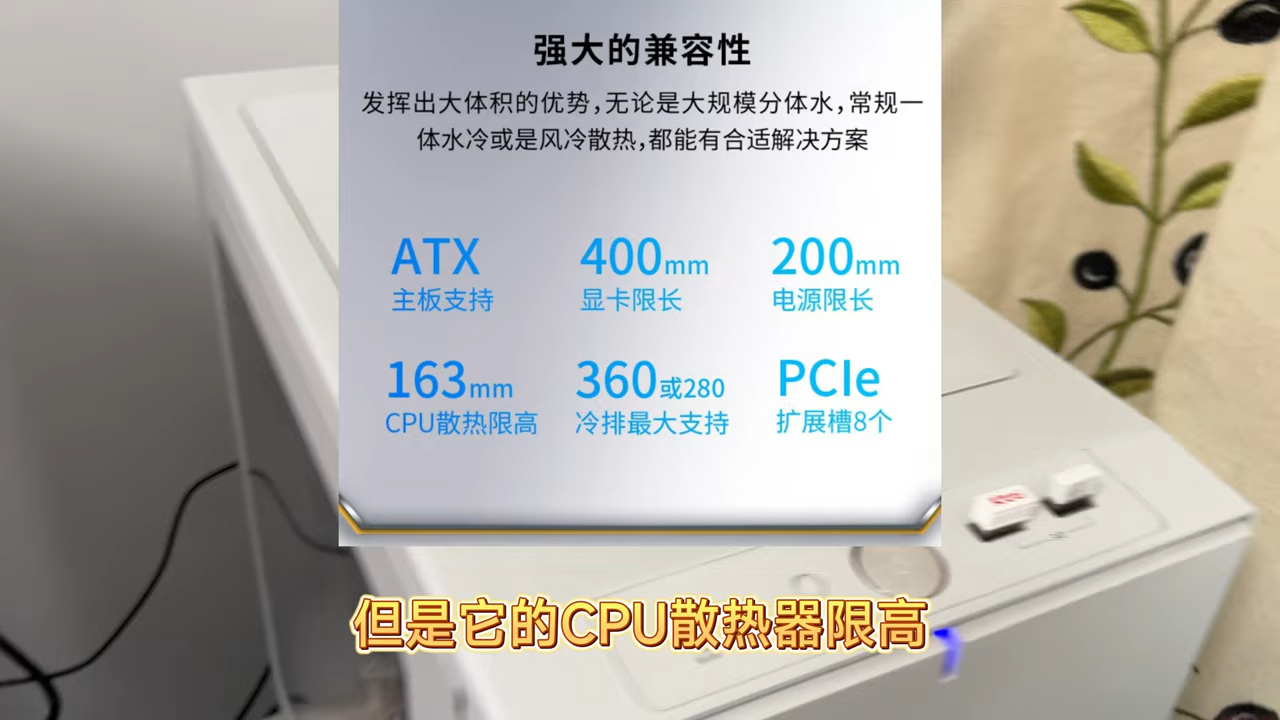 强大的兼容性
发挥出大体积的优势,无论是大规模分体水,常规一
体水冷或是风冷散热,都能有合适解决方案
ATX
主板支持
400mm
显卡限长
200mm
电源限长
163mm
CPU散热限高
360或280
冷排最大支持
PCIe
扩展槽8个
但是它的CPU散热器限高